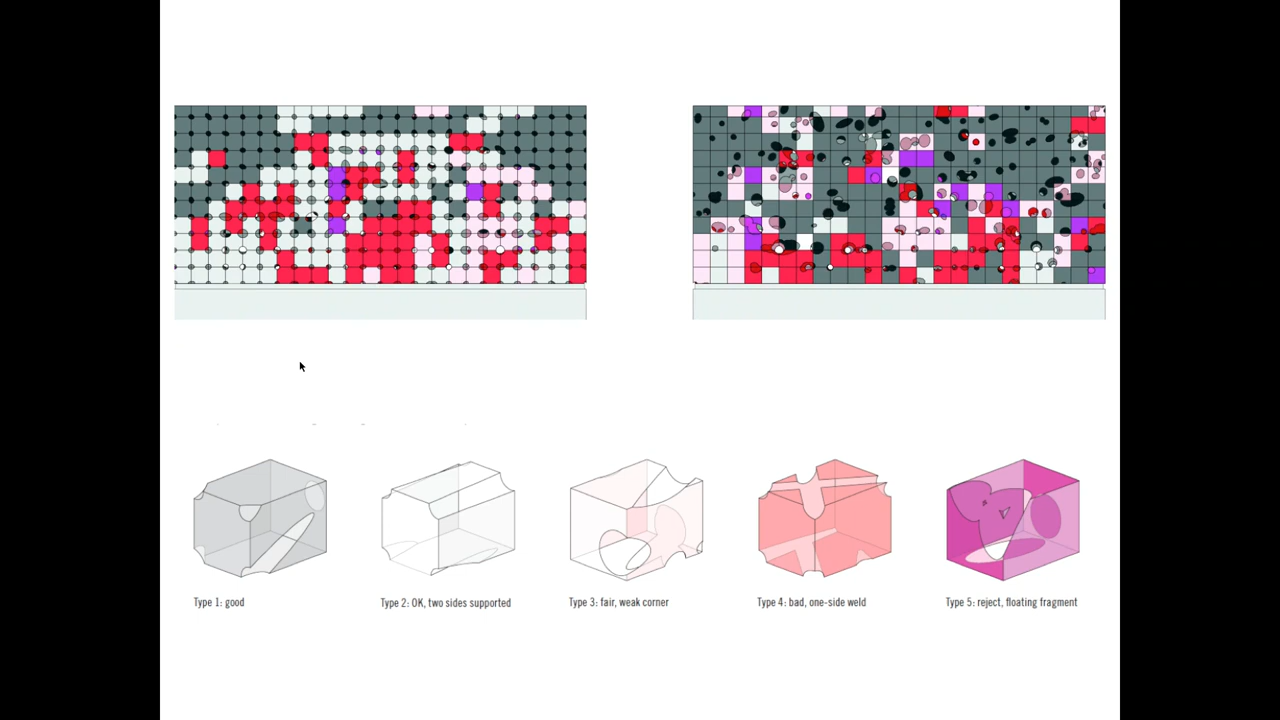 Type 1: good
Type 2: OK, two sides supported
Type 3: fair, weak corner
Type 4: bad, one-side weld
Type 5: reject, floating fragment